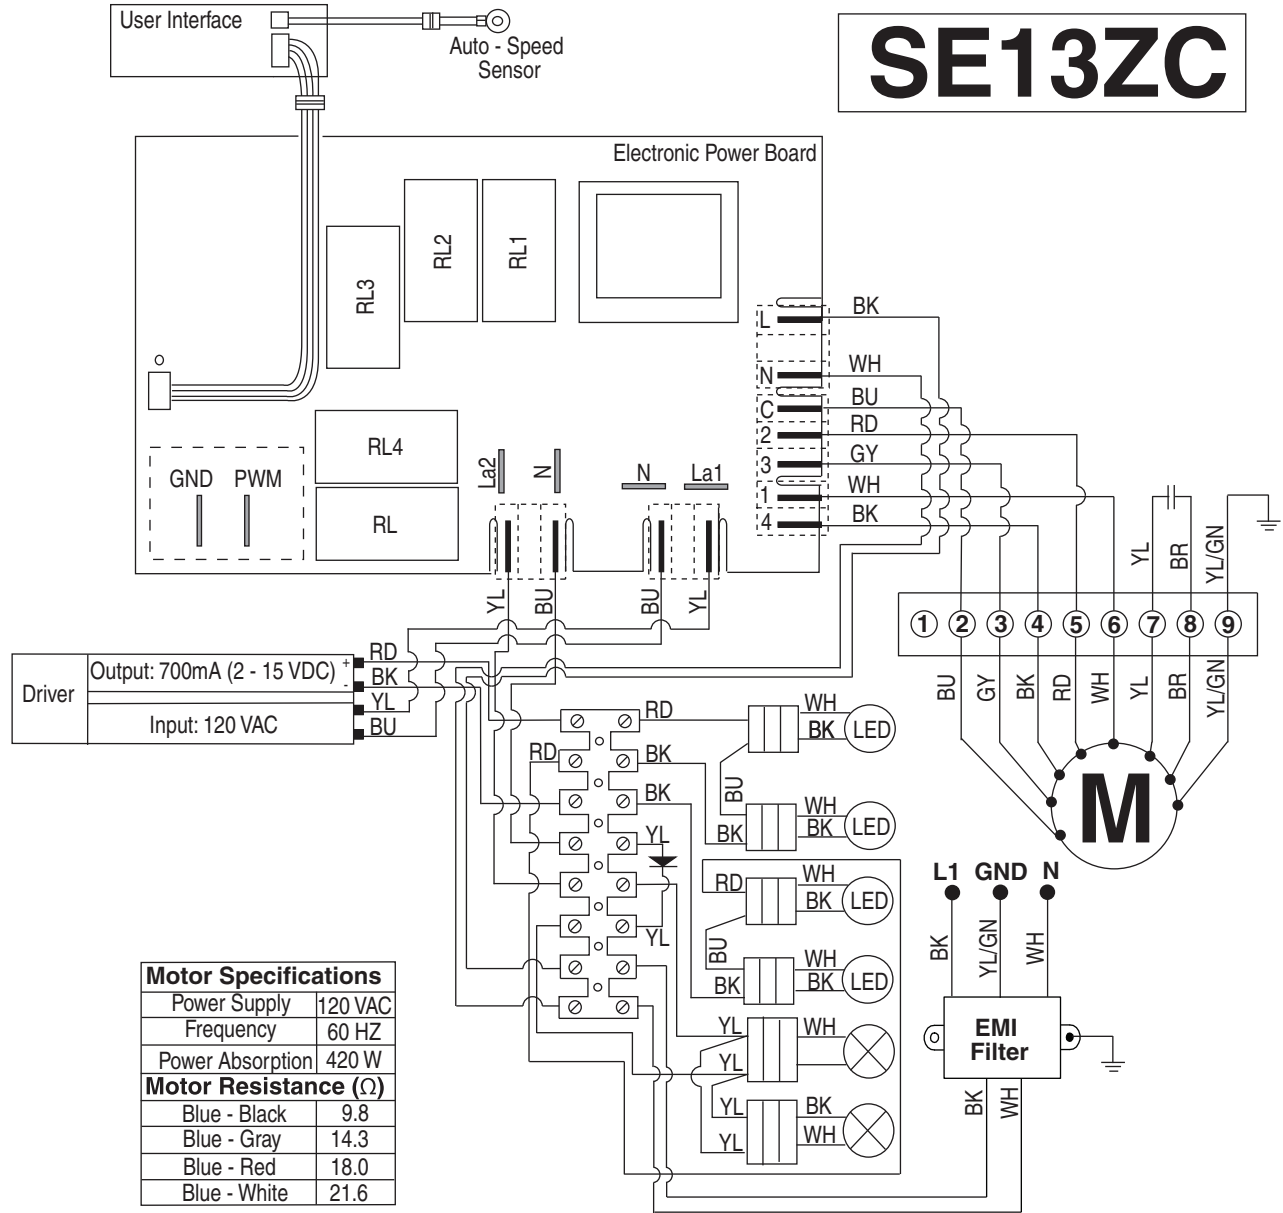 User Interface
Auto - Speed
Sensor
SE13ZC
Electronic Power Board
RL3
RL2
RL1
RL4
RL
GND PWM
La2
N
N
La1
L
N
C
2
3
1
4
BK
WH
BU
RD
GY
WH
BK
YL
BU
BU
YL
YL
BR
YL/GN
1 2 3 4 5 6 7 8 9
BU
GY
BK
RD
WH
YL
BR
YL/GN
M
Driver
Output: 700mA (2 - 15 VDC)
+
-
Input: 120 VAC
RD
BK
YL
BU
RD
RD
BK
BK
YL
YL
WH
BK
LED
BU
BK
WH
BK
LED
RD
WH
BK
LED
BU
BK
WH
BK
LED
YL
YL
WH
YL
YL
BK
WH
L1 GND N
BK
YL/GN
WH
EMI
Filter
BK
WH
Motor Specifications
Power Supply 120 VAC
Frequency 60 HZ
Power Absorption 420 W
Motor Resistance (Ω)
Blue - Black 9.8
Blue - Gray 14.3
Blue - Red 18.0
Blue - White 21.6